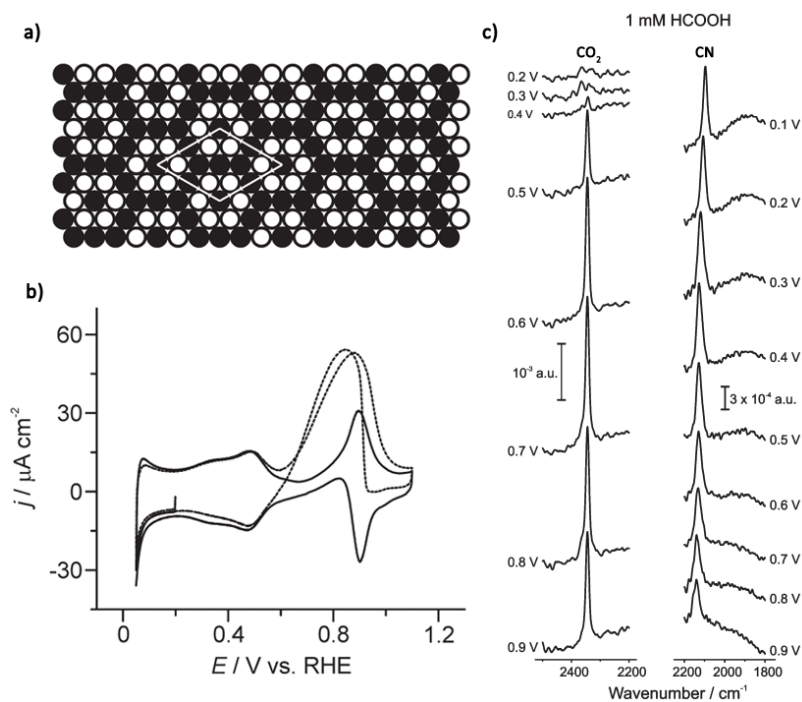 a)
b)
60
30
0
-30
j / μA cm⁻²
0
0.4
0.8
1.2
E / V vs. RHE
c)
1 mM HCOOH
CO₂
CN
0.2 V
0.3 V
0.4 V
0.5 V
0.6 V
10⁻³ a.u.
0.7 V
0.8 V
0.9 V
0.1 V
0.2 V
0.3 V
0.4 V
3 x 10⁻⁴ a.u.
0.5 V
0.6 V
0.7 V
0.8 V
0.9 V
2400
2200
2200
2000
1800
Wavenumber / cm⁻¹